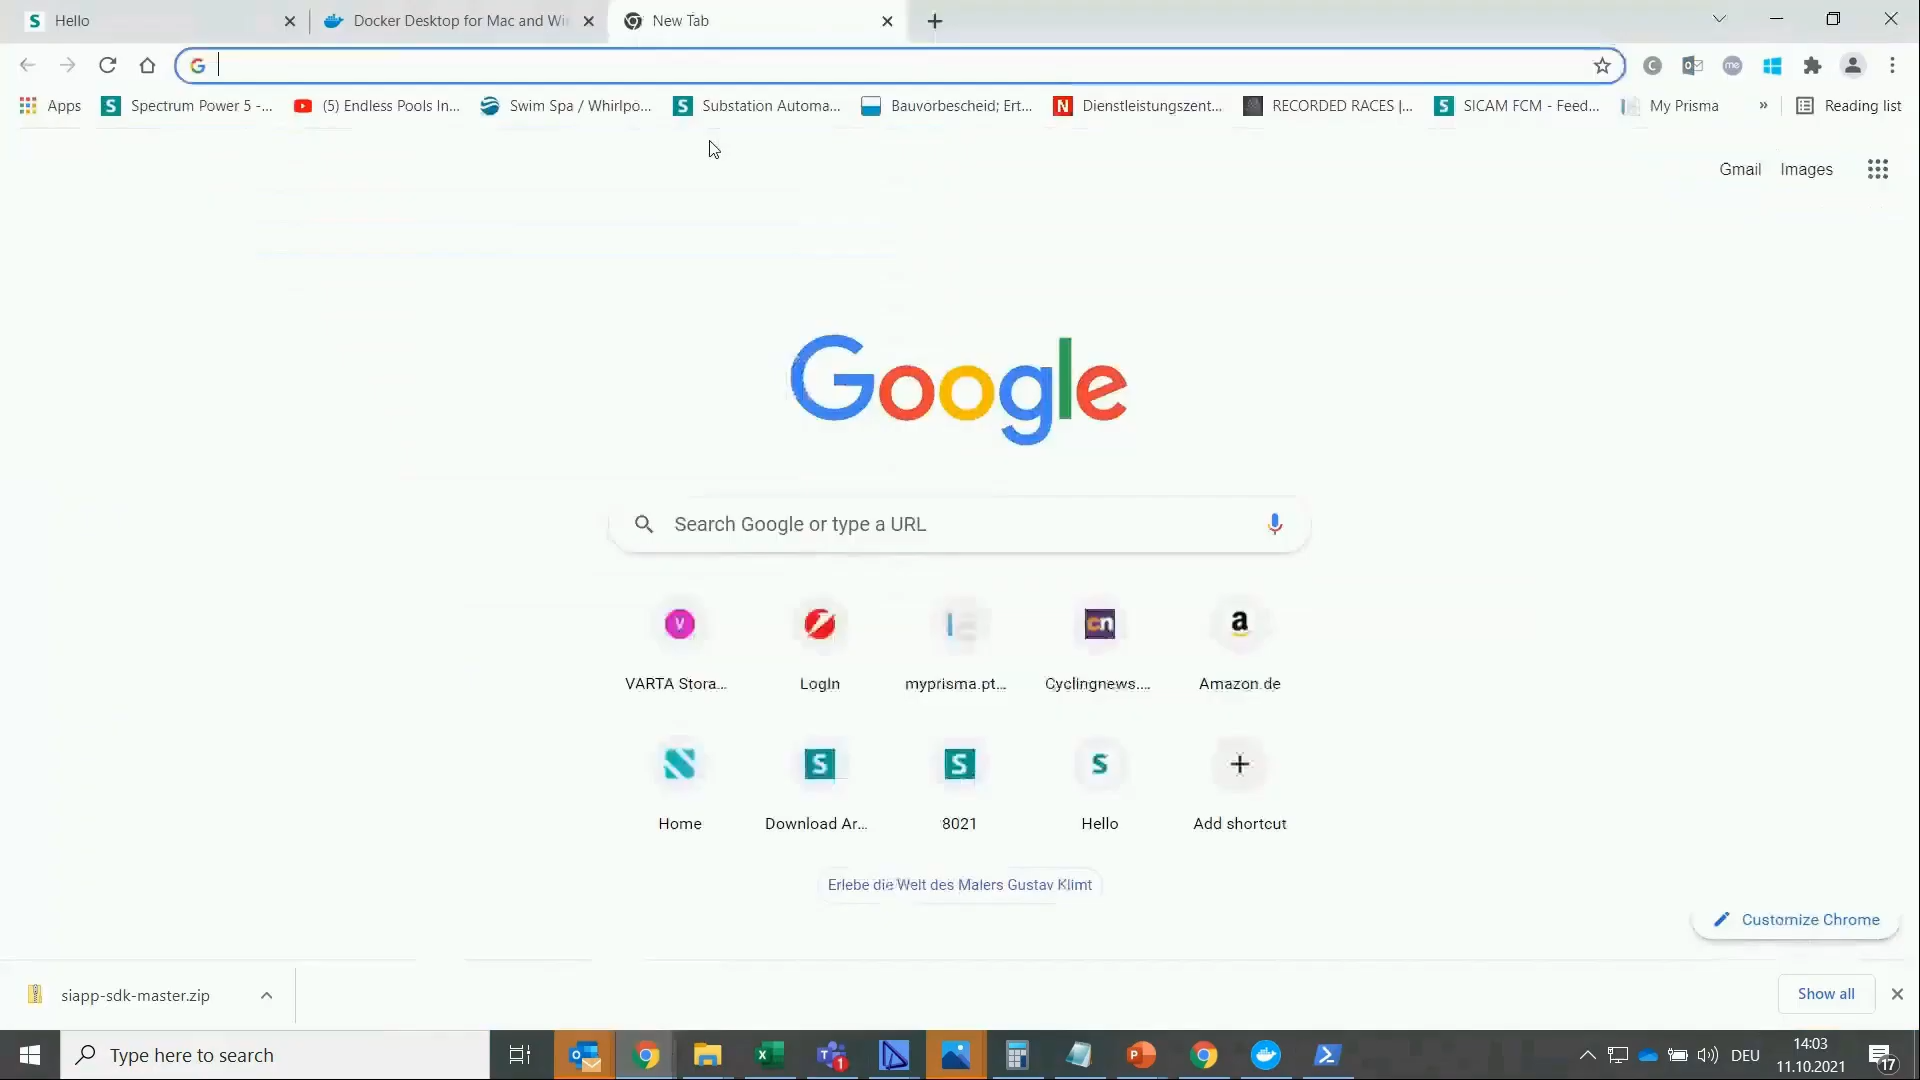 Hello
Docker Desktop for Mac and Wi
New Tab
Apps
Spectrum Power 5 -...
(5) Endless Pools In...
Swim Spa / Whirlpo...
Substation Automa...
Bauvorbescheid; Ert...
Dienstleistungszent...
RECORDED RACES |...
SICAM FCM - Feed...
My Prisma
»
Reading list
Gmail
Images
Google
Search Google or type a URL
VARTA Stora...
LogIn
myprisma.pt...
Cyclingnews....
Amazon.de
Home
Download Ar...
8021
Hello
Add shortcut
Erlebe die Welt des Malers Gustav Klimt
Customize Chrome
siapp-sdk-master.zip
Show all
Type here to search
DEU
14:03
11.10.2021
17